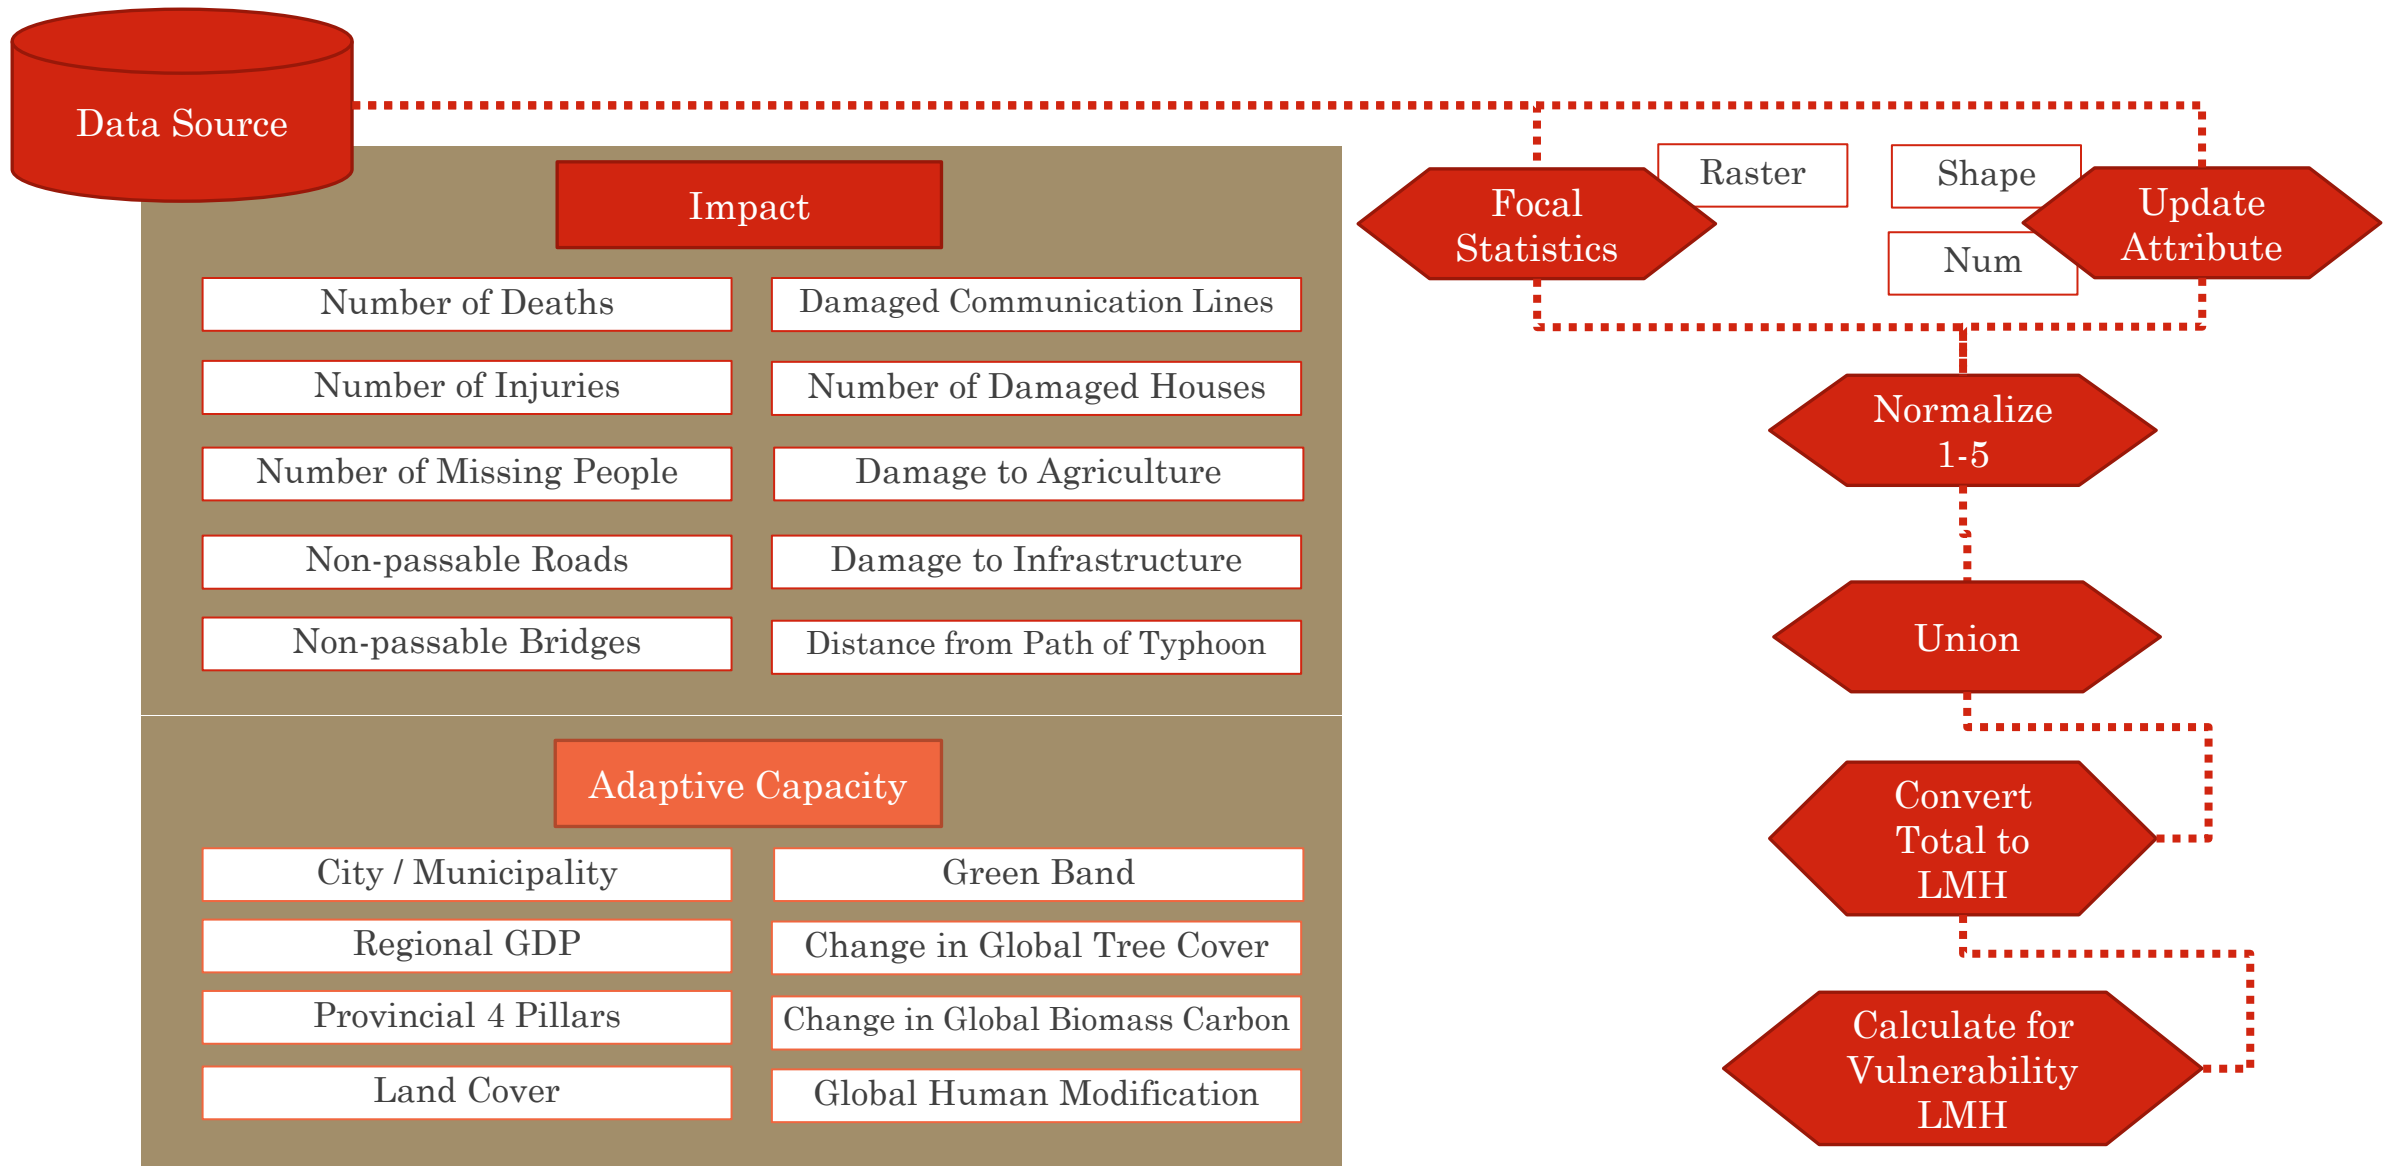 Data Source
Impact
Number of Deaths
Number of Injuries
Number of Missing People
Non-passable Roads
Non-passable Bridges
Damaged Communication Lines
Number of Damaged Houses
Damage to Agriculture
Damage to Infrastructure
Distance from Path of Typhoon
Adaptive Capacity
City / Municipality
Regional GDP
Provincial 4 Pillars
Land Cover
Green Band
Change in Global Tree Cover
Change in Global Biomass Carbon
Global Human Modification
Focal
Statistics
Raster
Shape
Num
Update
Attribute
Normalize
1-5
Union
Convert
Total to
LMH
Calculate for
Vulnerability
LMH